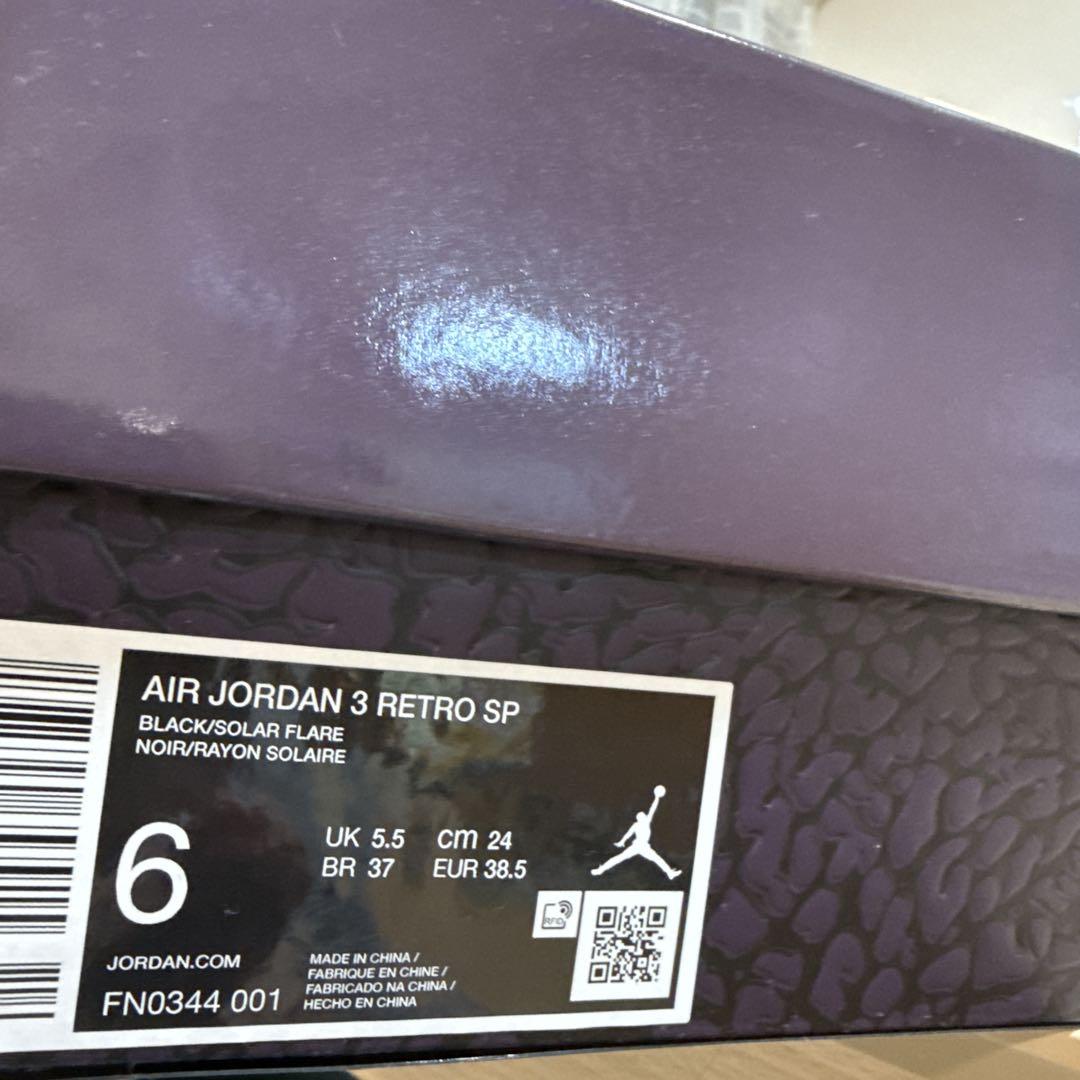 AIR JORDAN 3 RETRO SP
BLACK/SOLAR FLARE
NOIR/RAYON SOLAIRE
6
UK 5.5 cm 24
BR 37 EUR 38.5
RFID
JORDAN.COM
FN0344 001
MADE IN CHINA /
FABRIQUE EN CHINE /
FABRICADO NA CHINA /
HECHO EN CHINA